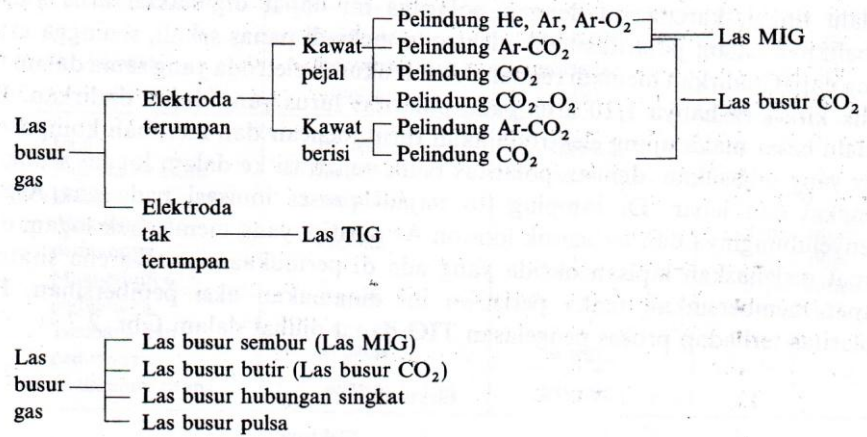 Pelindung He, Ar, Ar-O₂
Kawat
pejal
Pelindung Ar-CO₂
Pelindung CO₂
Pelindung CO₂-O₂
Las MIG
Las busur CO₂
Elektroda
terumpan
Kawat
berisi
Pelindung Ar-CO₂
Pelindung CO₂
Las
busur
gas
Elektroda
tak
terumpan
Las TIG
Las
busur
gas
Las busur sembur (Las MIG)
Las busur butir (Las busur CO₂)
Las busur hubungan singkat
Las busur pulsa